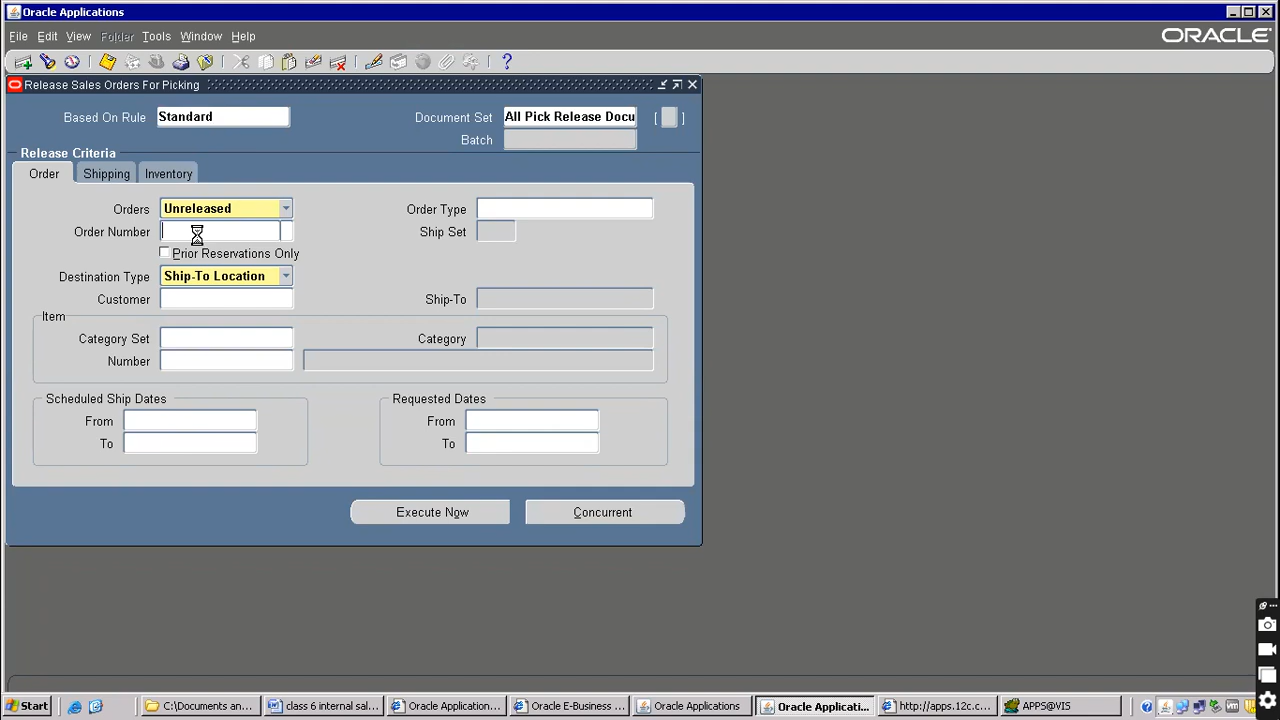 Oracle Applications
File Edit View Folder Tools Window Help
ORACLE
Release Sales Orders For Picking
Based On Rule Standard Document Set All Pick Release Docu [ ]
Batch
Release Criteria
Order Shipping Inventory
Orders Unreleased Order Type
Order Number Ship Set
Prior Reservations Only
Destination Type Ship-To Location
Customer Ship-To
Item
Category Set Category
Number
Scheduled Ship Dates Requested Dates
From From
To To
Execute Now Concurrent
Start C:\Documents an... class 6 internal sal... Oracle Application... Oracle E-Business ... Oracle Applications Oracle Applicati... http://apps.12c.c... APPS@VIS